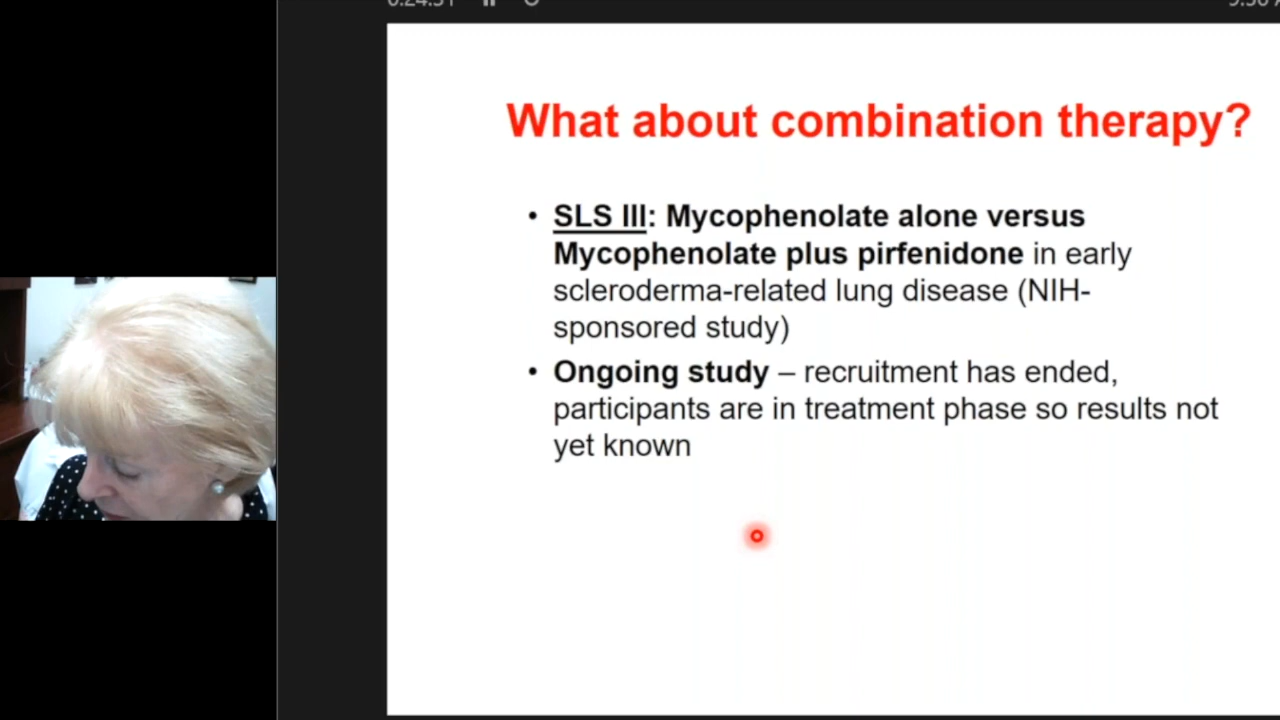 What about combination therapy?
• SLS III: Mycophenolate alone versus
Mycophenolate plus pirfenidone in early
scleroderma-related lung disease (NIH-
sponsored study)
• Ongoing study – recruitment has ended,
participants are in treatment phase so results not
yet known